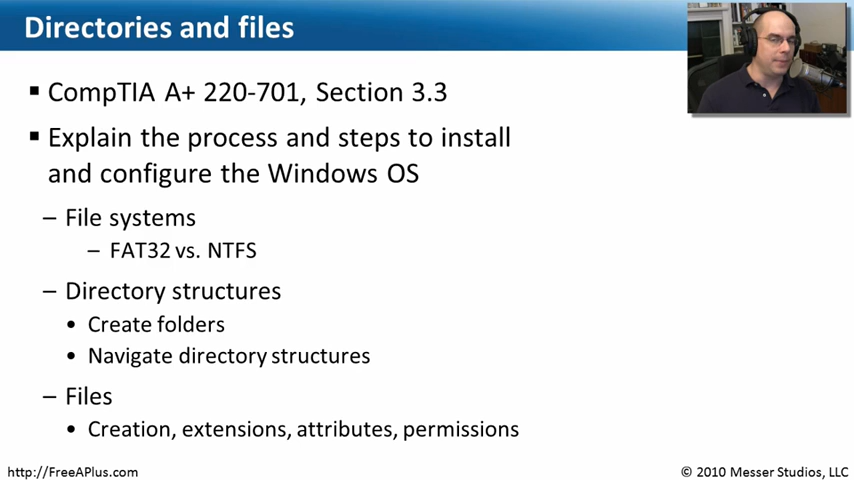 Directories and files
▪ CompTIA A+ 220-701, Section 3.3
▪ Explain the process and steps to install
and configure the Windows OS
– File systems
– FAT32 vs. NTFS
– Directory structures
• Create folders
• Navigate directory structures
– Files
• Creation, extensions, attributes, permissions
http://FreeAPlus.com
© 2010 Messer Studios, LLC